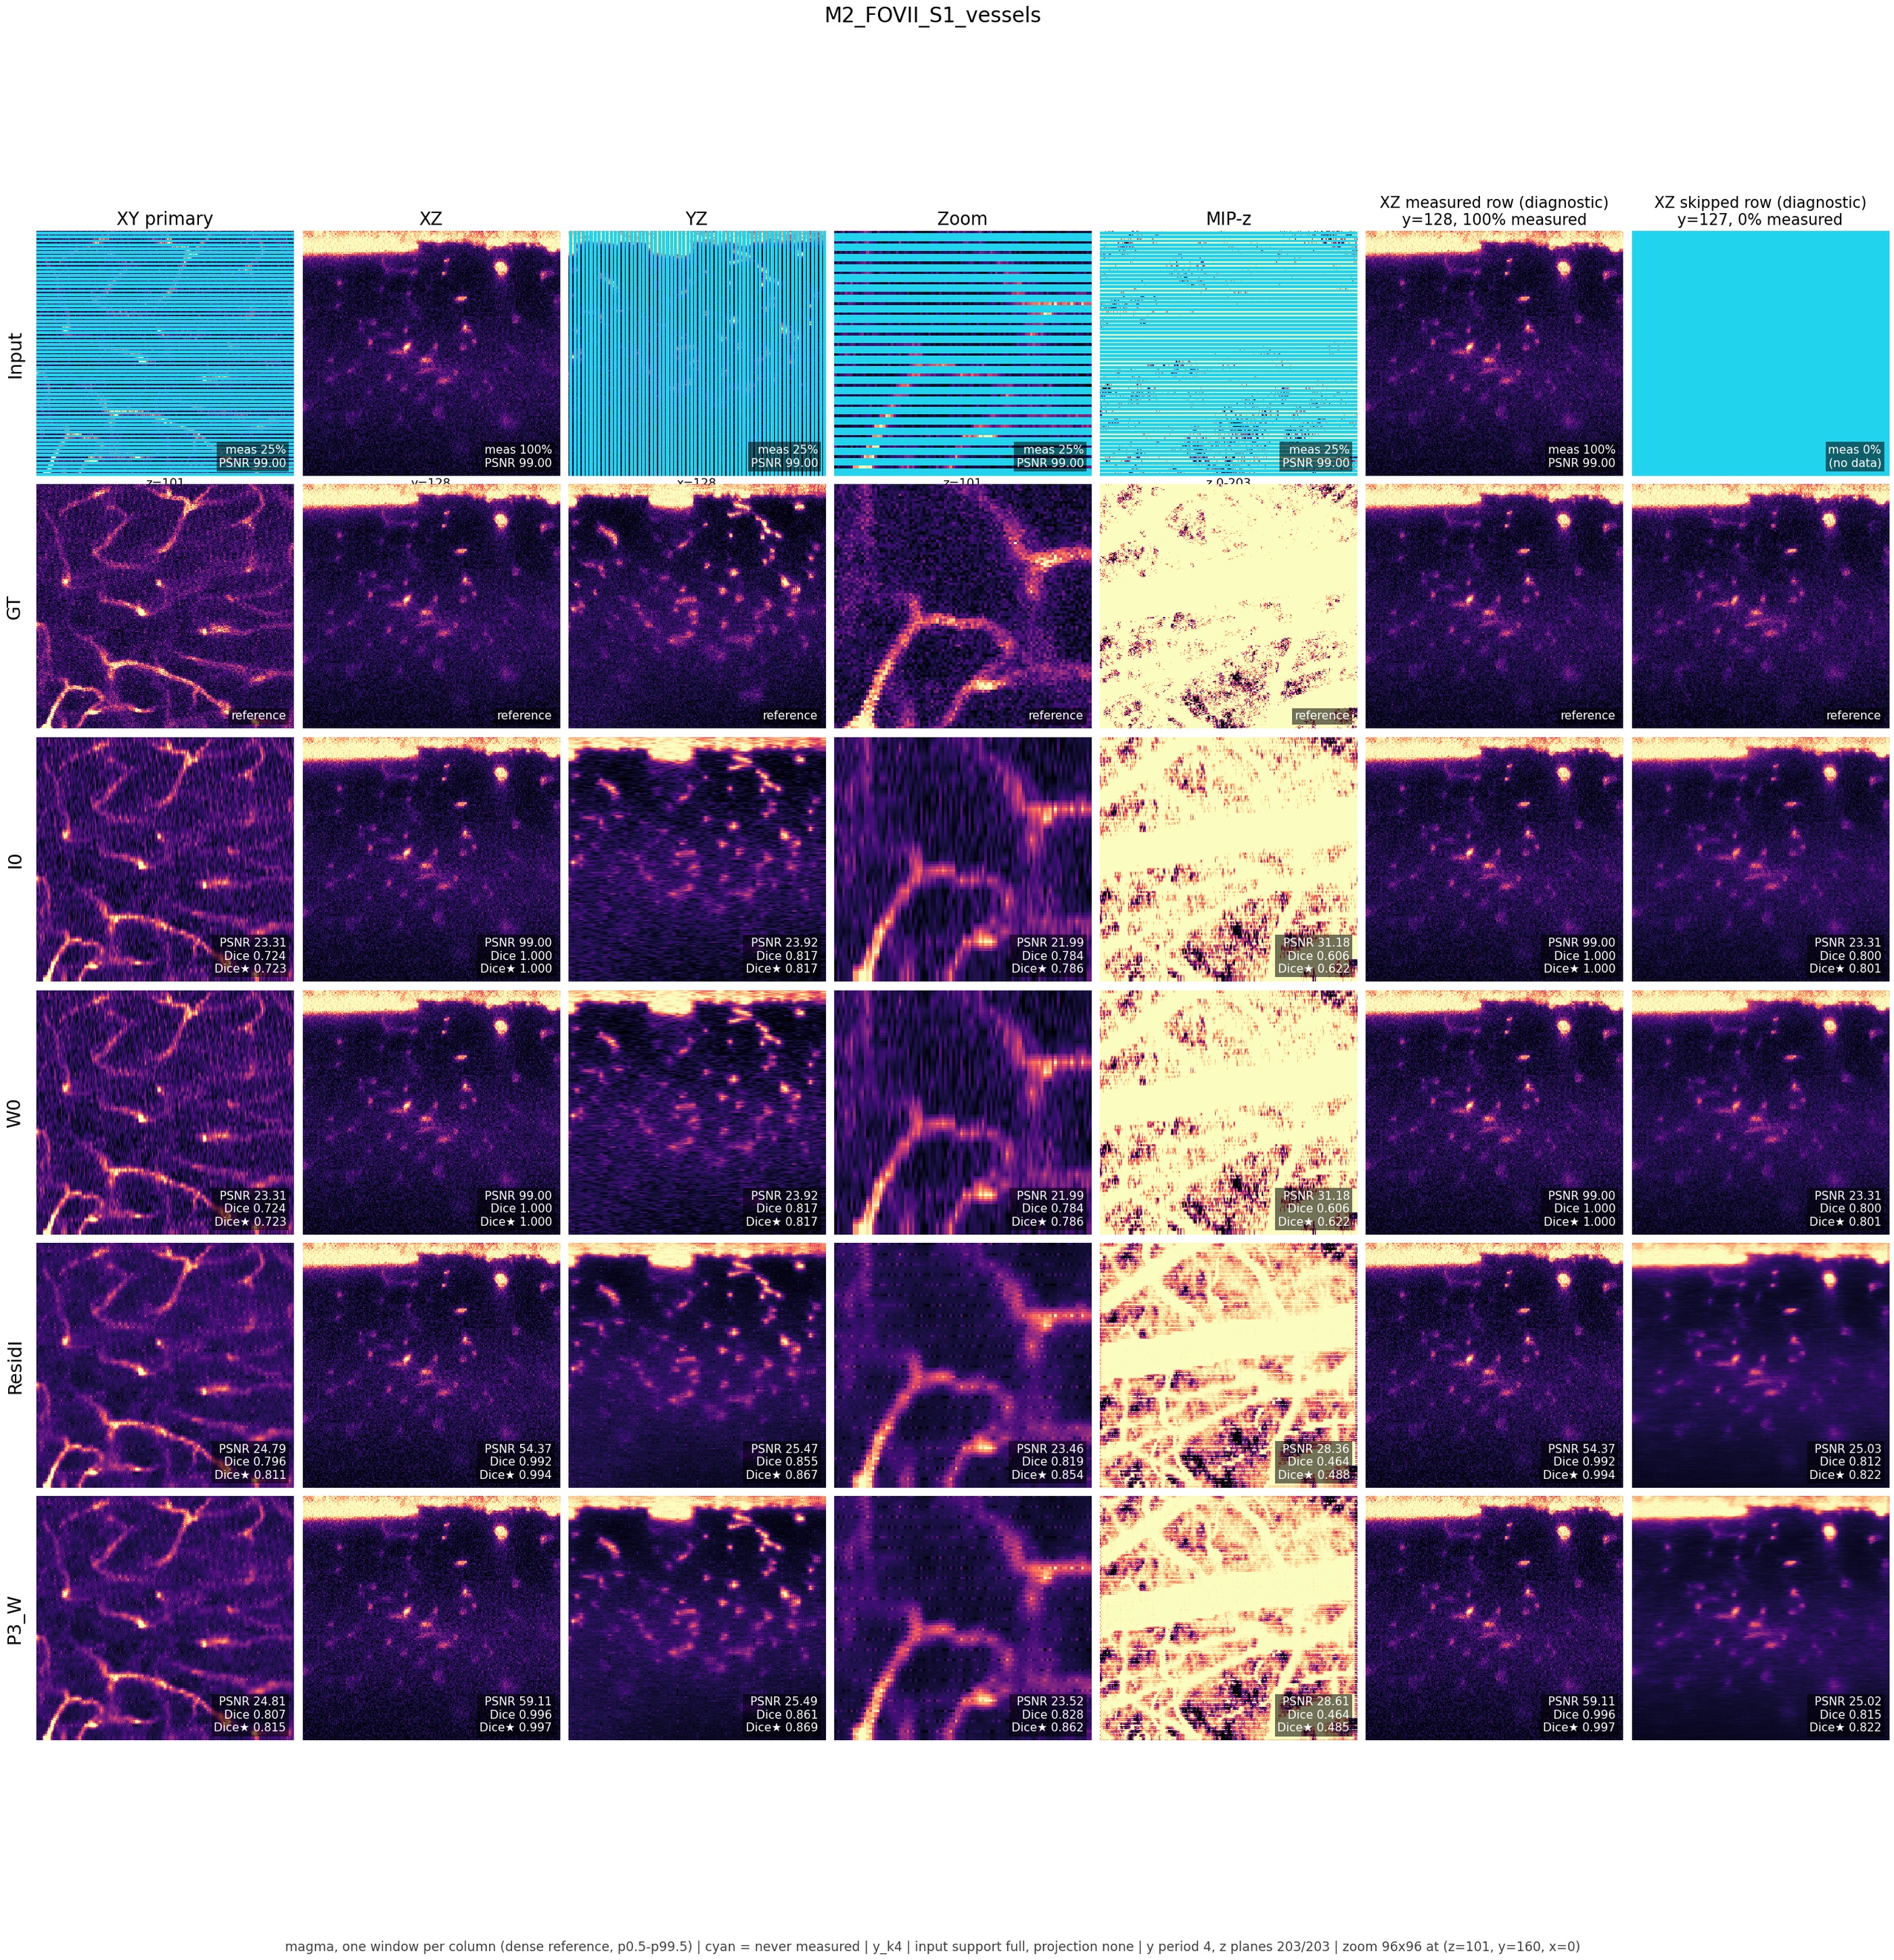 M2_FOVII_S1_vessels
XY primary
XZ
YZ
Zoom
MIP-z
XZ measured row (diagnostic)
y=128, 100% measured
XZ skipped row (diagnostic)
y=127, 0% measured
Input
meas 25%
PSNR 99.00
meas 100%
PSNR 99.00
meas 25%
PSNR 99.00
meas 25%
PSNR 99.00
meas 25%
PSNR 99.00
meas 100%
PSNR 99.00
meas 0%
(no data)
z=101
y=128
x=128
z=101
z 0-203
GT
reference
reference
reference
reference
reference
reference
reference
I0
PSNR 23.31
Dice 0.724
Dice★ 0.723
PSNR 99.00
Dice 1.000
Dice★ 1.000
PSNR 23.92
Dice 0.817
Dice★ 0.817
PSNR 21.99
Dice 0.784
Dice★ 0.786
PSNR 31.18
Dice 0.606
Dice★ 0.622
PSNR 99.00
Dice 1.000
Dice★ 1.000
PSNR 23.31
Dice 0.800
Dice★ 0.801
W0
PSNR 23.31
Dice 0.724
Dice★ 0.723
PSNR 99.00
Dice 1.000
Dice★ 1.000
PSNR 23.92
Dice 0.817
Dice★ 0.817
PSNR 21.99
Dice 0.784
Dice★ 0.786
PSNR 31.18
Dice 0.606
Dice★ 0.622
PSNR 99.00
Dice 1.000
Dice★ 1.000
PSNR 23.31
Dice 0.800
Dice★ 0.801
ResidI
PSNR 24.79
Dice 0.796
Dice★ 0.811
PSNR 54.37
Dice 0.992
Dice★ 0.994
PSNR 25.47
Dice 0.855
Dice★ 0.867
PSNR 23.46
Dice 0.819
Dice★ 0.854
PSNR 28.36
Dice 0.464
Dice★ 0.488
PSNR 54.37
Dice 0.992
Dice★ 0.994
PSNR 25.03
Dice 0.812
Dice★ 0.822
P3_W
PSNR 24.81
Dice 0.807
Dice★ 0.815
PSNR 59.11
Dice 0.996
Dice★ 0.997
PSNR 25.49
Dice 0.861
Dice★ 0.869
PSNR 23.52
Dice 0.828
Dice★ 0.862
PSNR 28.61
Dice 0.464
Dice★ 0.485
PSNR 59.11
Dice 0.996
Dice★ 0.997
PSNR 25.02
Dice 0.815
Dice★ 0.822
magma, one window per column (dense reference, p0.5-p99.5) | cyan = never measured | y_k4 | input support full, projection none | y period 4, z planes 203/203 | zoom 96x96 at (z=101, y=160, x=0)